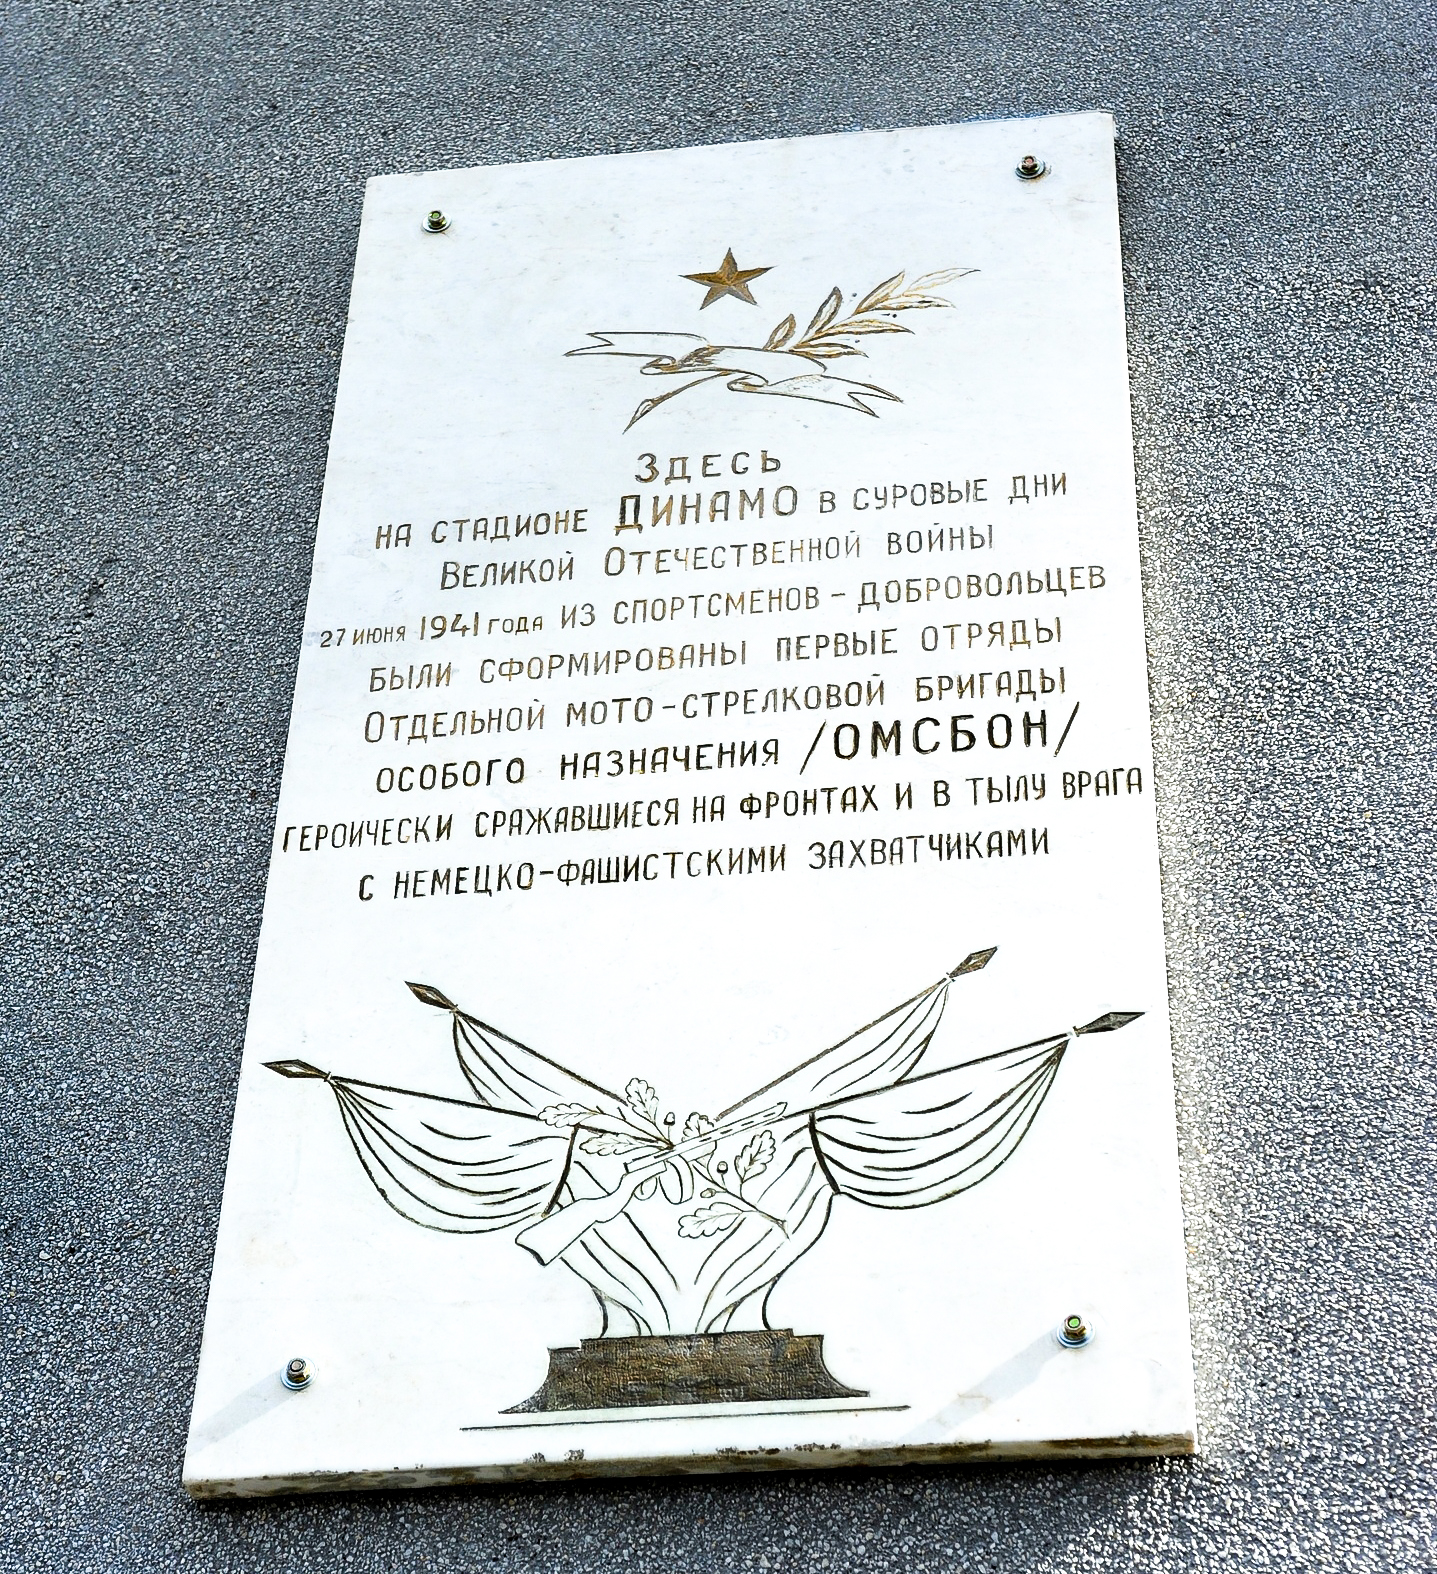 Здесь
на стадионе Динамо в суровые дни
Великой Отечественной войны
27 июня 1941 года из спортсменов - добровольцев
были сформированы первые отряды
Отдельной мото-стрелковой бригады
особого назначения /ОМСБОН/
героически сражавшиеся на фронтах и в тылу врага
с немецко-фашистскими захватчиками